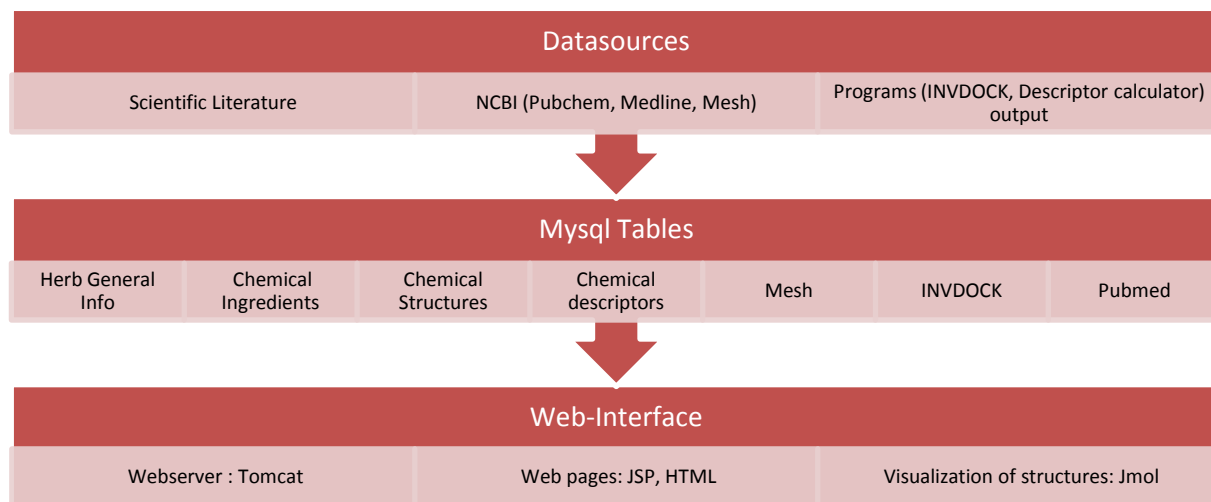 Datasources
Scientific Literature
NCBI (Pubchem, Medline, Mesh)
Programs (INVDOCK, Descriptor calculator)
output
Mysql Tables
Herb General
Info
Chemical
Ingredients
Chemical
Structures
Chemical
descriptors
Mesh
INVDOCK
Pubmed
Web-Interface
Webserver : Tomcat
Web pages: JSP, HTML
Visualization of structures: Jmol